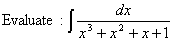 Evaluate : ∫ dx / (x³ + x² + x + 1)